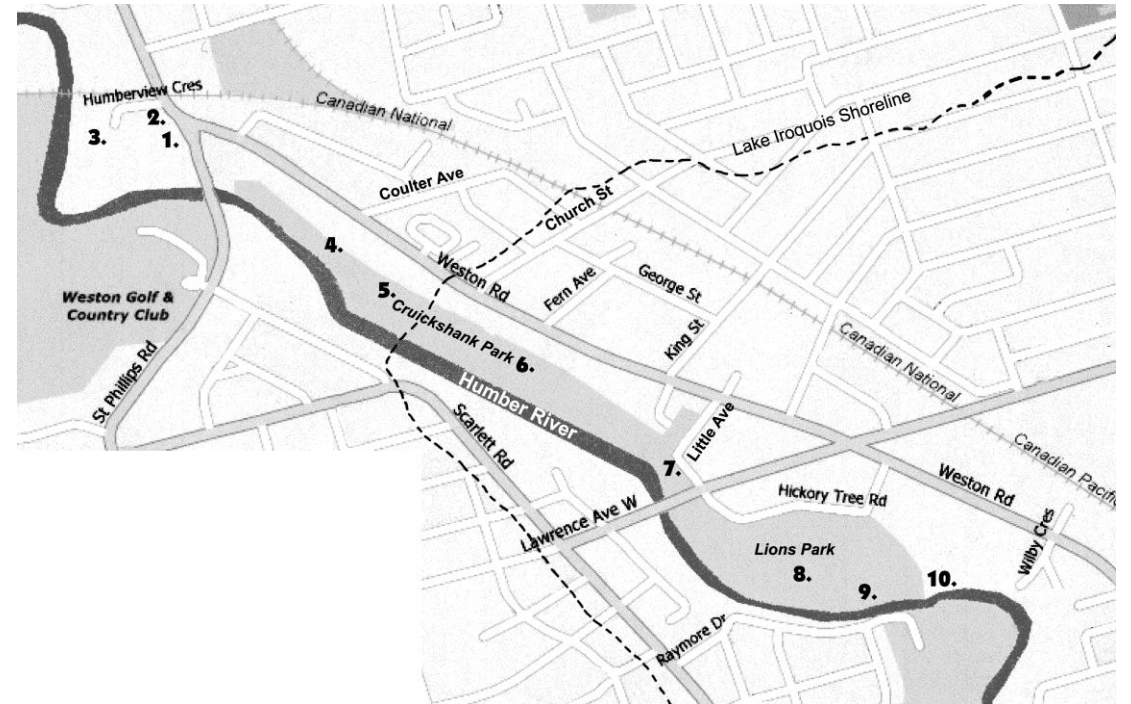 Humberview Cres
2.
3.
1.
Canadian National
Lake Iroquois Shoreline
Coulter Ave
Church St
4.
Weston Rd
Fern Ave
George St
Weston Golf &
Country Club
5.
Cruickshank Park
6.
King St
Canadian National
St Phillips Rd
Humber River
Scarlett Rd
Little Ave
7.
Canadian Pacific
Weston Rd
Hickory Tree Rd
Lawrence Ave W
Wilby Cres
Lions Park
8.
9.
10.
Raymore Dr